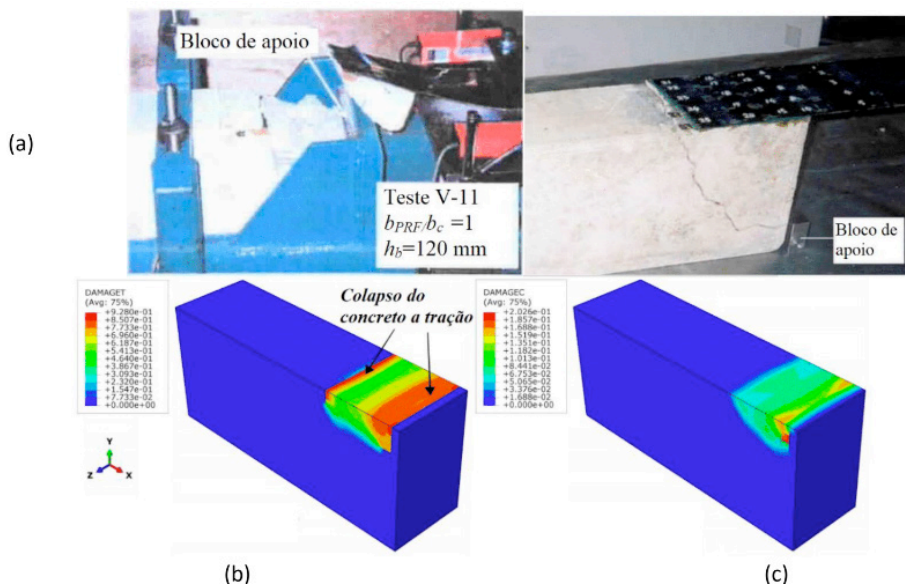 Bloco de apoio
(a)
Teste V-11
bPRF/bc =1
hb=120 mm
Bloco de
apoio
DAMAGET
(Avg: 75%)
+9.280e-01
+8.507e-01
+7.733e-01
+6.960e-01
+6.187e-01
+5.413e-01
+4.640e-01
+3.867e-01
+3.093e-01
+2.320e-01
+1.547e-01
+7.733e-02
+0.000e+00
Colapso do
concreto a tração
DAMAGEC
(Avg: 75%)
+2.026e-01
+1.857e-01
+1.688e-01
+1.519e-01
+1.351e-01
+1.182e-01
+1.013e-01
+8.441e-02
+6.753e-02
+5.065e-02
+3.376e-02
+1.688e-02
+0.000e+00
Y
Z
X
(b)
(c)